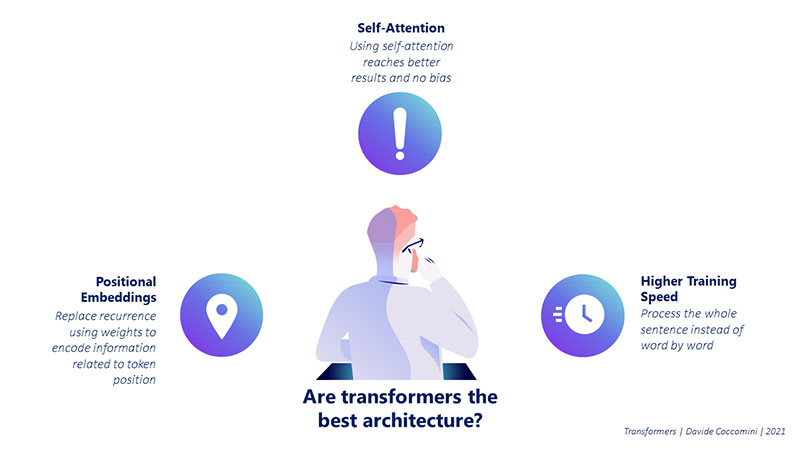 Self-Attention
Using self-attention
reaches better
results and no bias
Positional
Embeddings
Replace recurrence
using weights to
encode information
related to token
position
Higher Training
Speed
Process the whole
sentence instead of
word by word
Are transformers the
best architecture?
Transformers | Davide Coccomini | 2021